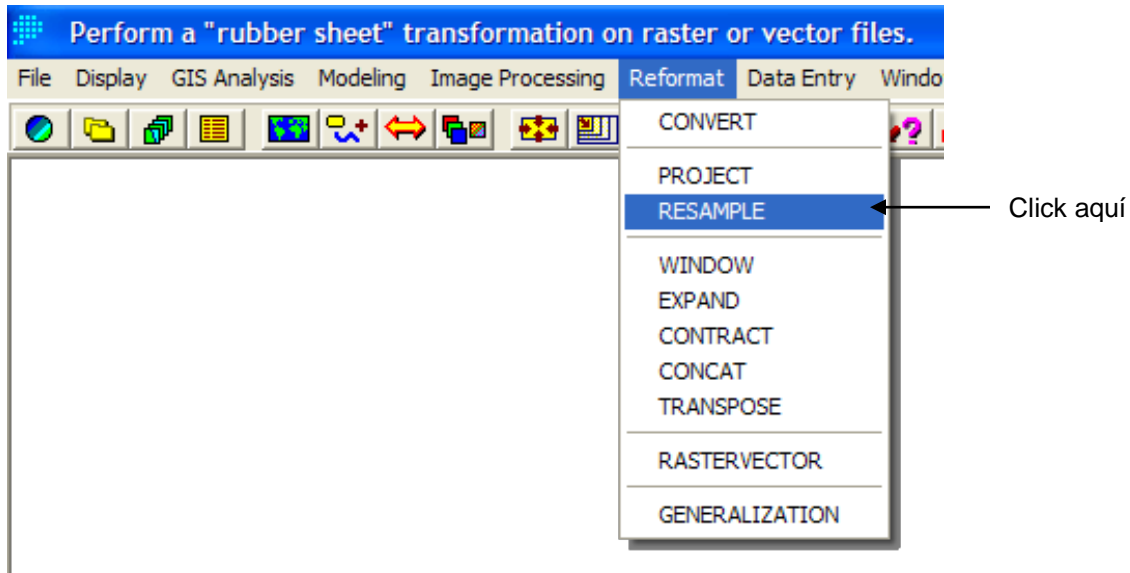 Perform a "rubber sheet" transformation on raster or vector files.
File Display GIS Analysis Modeling Image Processing Reformat Data Entry Windo
CONVERT
PROJECT
RESAMPLE
Click aquí
WINDOW
EXPAND
CONTRACT
CONCAT
TRANSPOSE
RASTERVECTOR
GENERALIZATION